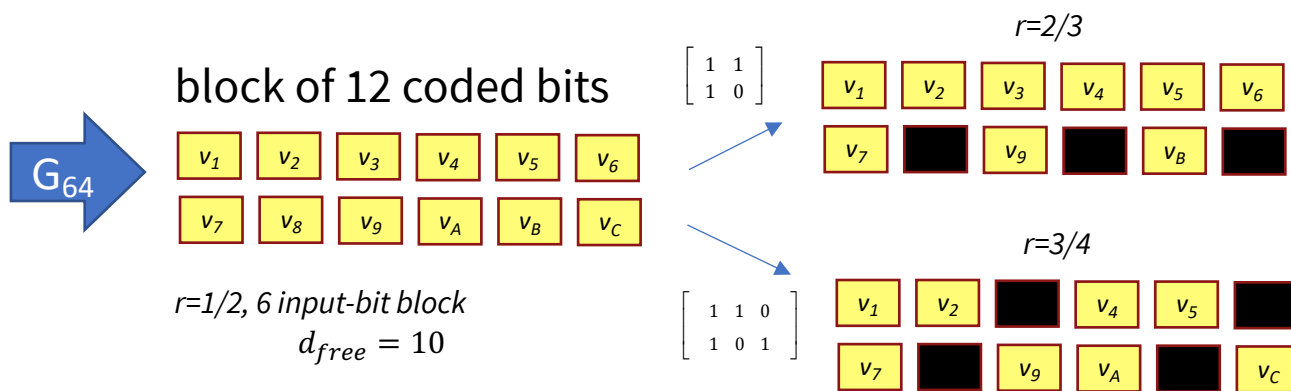 G64
block of 12 coded bits
v1 v2 v3 v4 v5 v6
v7 v8 v9 vA vB vC
r=1/2, 6 input-bit block
dfree = 10
r=2/3
1 1
1 0
v1 v2 v3 v4 v5 v6
v7 v9 vB
r=3/4
1 1 0
1 0 1
v1 v2 v4 v5
v7 v9 vA vC